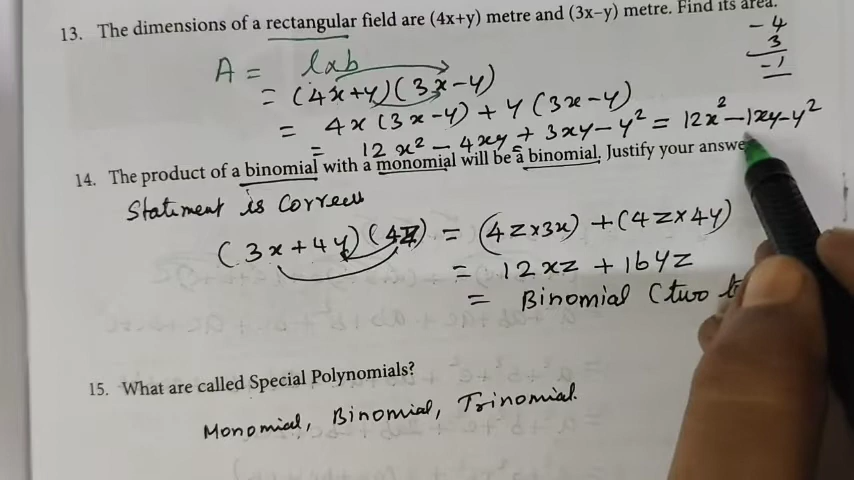 13. The dimensions of a rectangular field are (4x+y) metre and (3x−y) metre. Find its area.
− 4
3
−1
A = l×b
= (4x+y)(3x−y)
= 4x(3x−y) + y(3x−y)
= 12x² − 4xy + 3xy − y² = 12x² − 1xy − y²
14. The product of a binomial with a monomial will be a binomial. Justify your
Statement is Correct
(3x+4y)(4z) = (4z×3x) + (4z×4y)
= 12xz + 16yz
= Binomial (two
15. What are called Special Polynomials?
Monomial, Binomial, Trinomial.